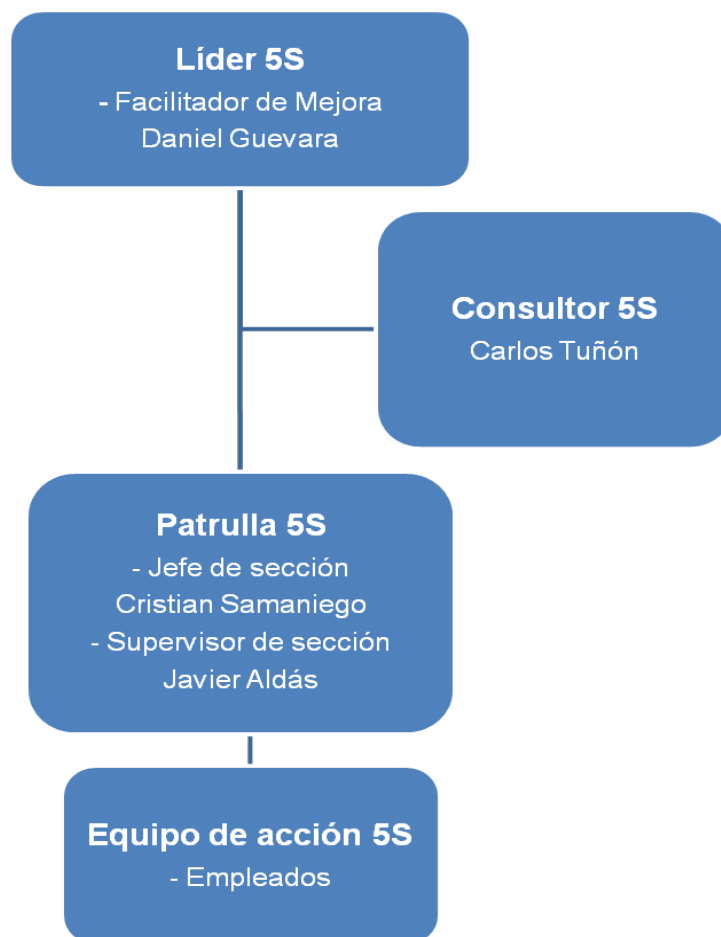 Líder 5S
- Facilitador de Mejora
Daniel Guevara
Consultor 5S
Carlos Tuñón
Patrulla 5S
- Jefe de sección
Cristian Samaniego
- Supervisor de sección
Javier Aldás
Equipo de acción 5S
- Empleados